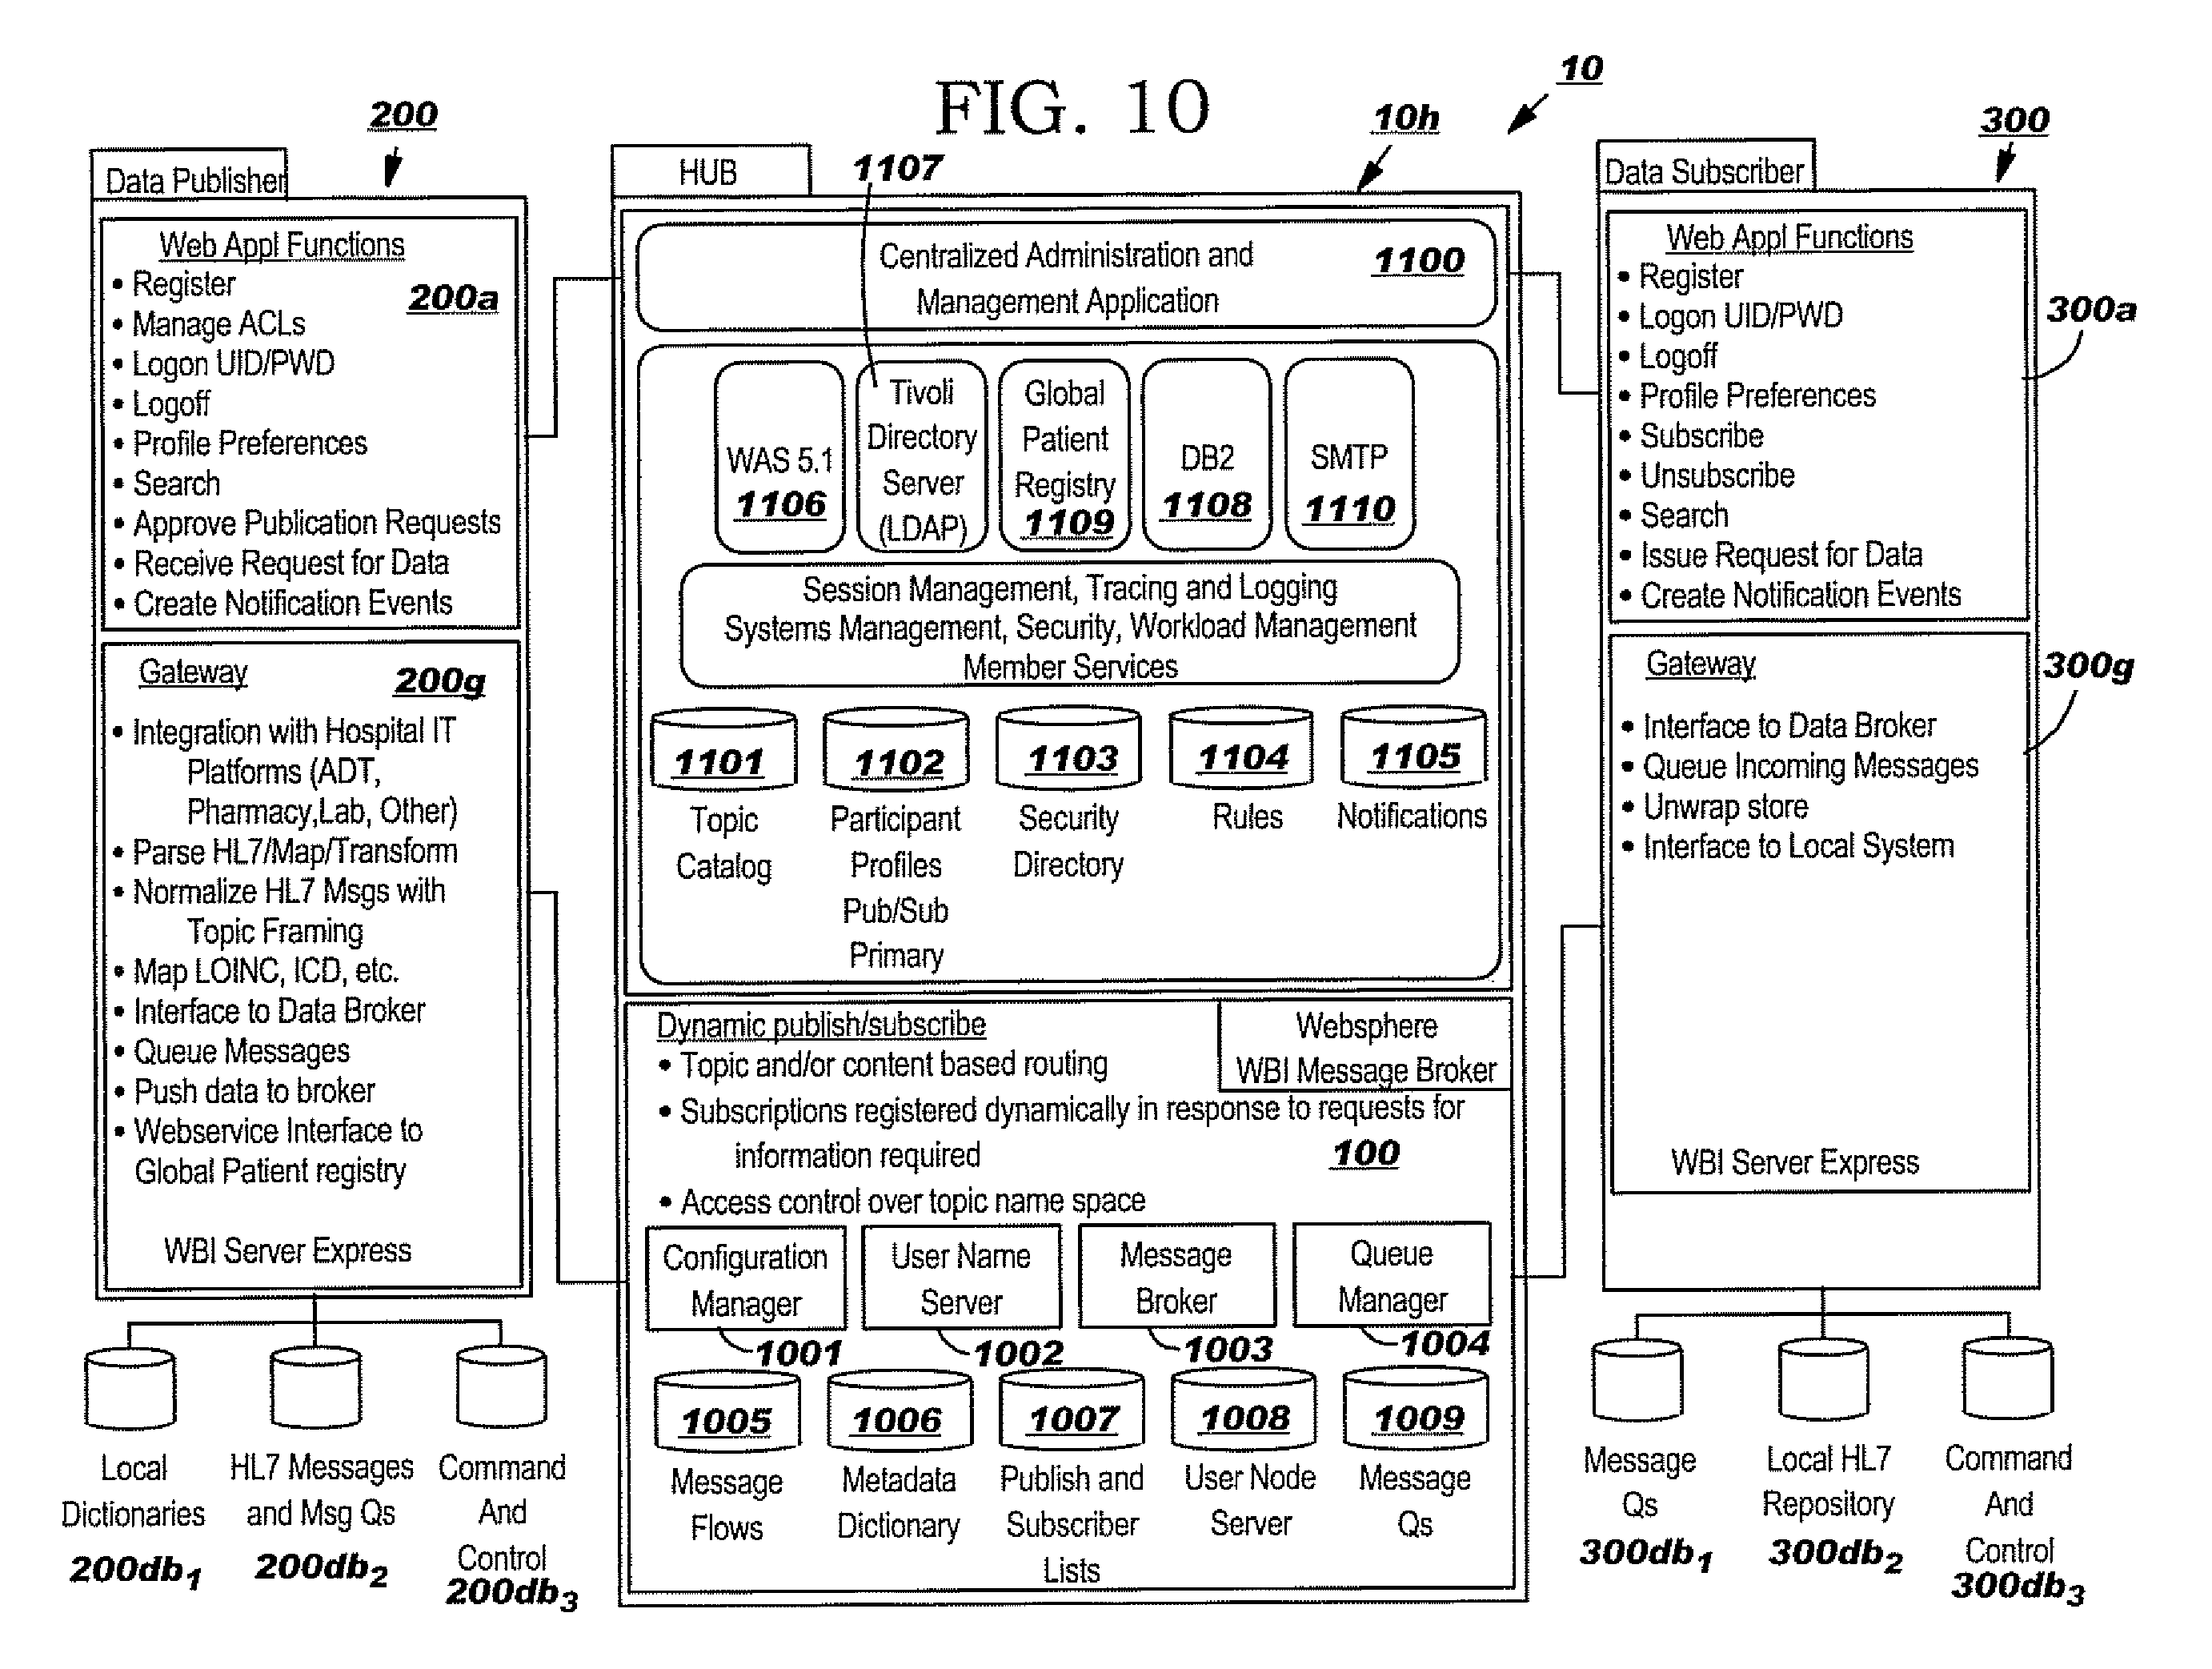 FIG. 10
10
200
Data Publisher
Web Appl Functions
200a
• Register
• Manage ACLs
• Logon UID/PWD
• Logoff
• Profile Preferences
• Search
• Approve Publication Requests
• Receive Request for Data
• Create Notification Events
Gateway
200g
• Integration with Hospital IT
Platforms (ADT,
Pharmacy,Lab, Other)
• Parse HL7/Map/Transform
• Normalize HL7 Msgs with
Topic Framing
• Map LOINC, ICD, etc.
• Interface to Data Broker
• Queue Messages
• Push data to broker
• Webservice Interface to
Global Patient registry
WBI Server Express
Local
Dictionaries
200db1
HL7 Messages
and Msg Qs
200db2
Command
And
Control
200db3
HUB
10h
1107
Centralized Administration and
Management Application
1100
WAS 5.1
1106
Tivoli
Directory
Server
(LDAP)
Global
Patient
Registry
1109
DB2
1108
SMTP
1110
Session Management, Tracing and Logging
Systems Management, Security, Workload Management
Member Services
1101
Topic
Catalog
1102
Participant
Profiles
Pub/Sub
Primary
1103
Security
Directory
1104
Rules
1105
Notifications
Dynamic publish/subscribe
Websphere
WBI Message Broker
• Topic and/or content based routing
• Subscriptions registered dynamically in response to requests for
information required
100
• Access control over topic name space
Configuration
Manager
1001
User Name
Server
1002
Message
Broker
1003
Queue
Manager
1004
1005
Message
Flows
1006
Metadata
Dictionary
1007
Publish and
Subscriber
Lists
1008
User Node
Server
1009
Message
Qs
300
Data Subscriber
Web Appl Functions
• Register
• Logon UID/PWD
• Logoff
• Profile Preferences
• Subscribe
• Unsubscribe
• Search
• Issue Request for Data
• Create Notification Events
300a
Gateway
300g
• Interface to Data Broker
• Queue Incoming Messages
• Unwrap store
• Interface to Local System
WBI Server Express
Message
Qs
300db1
Local HL7
Repository
300db2
Command
And
Control
300db3